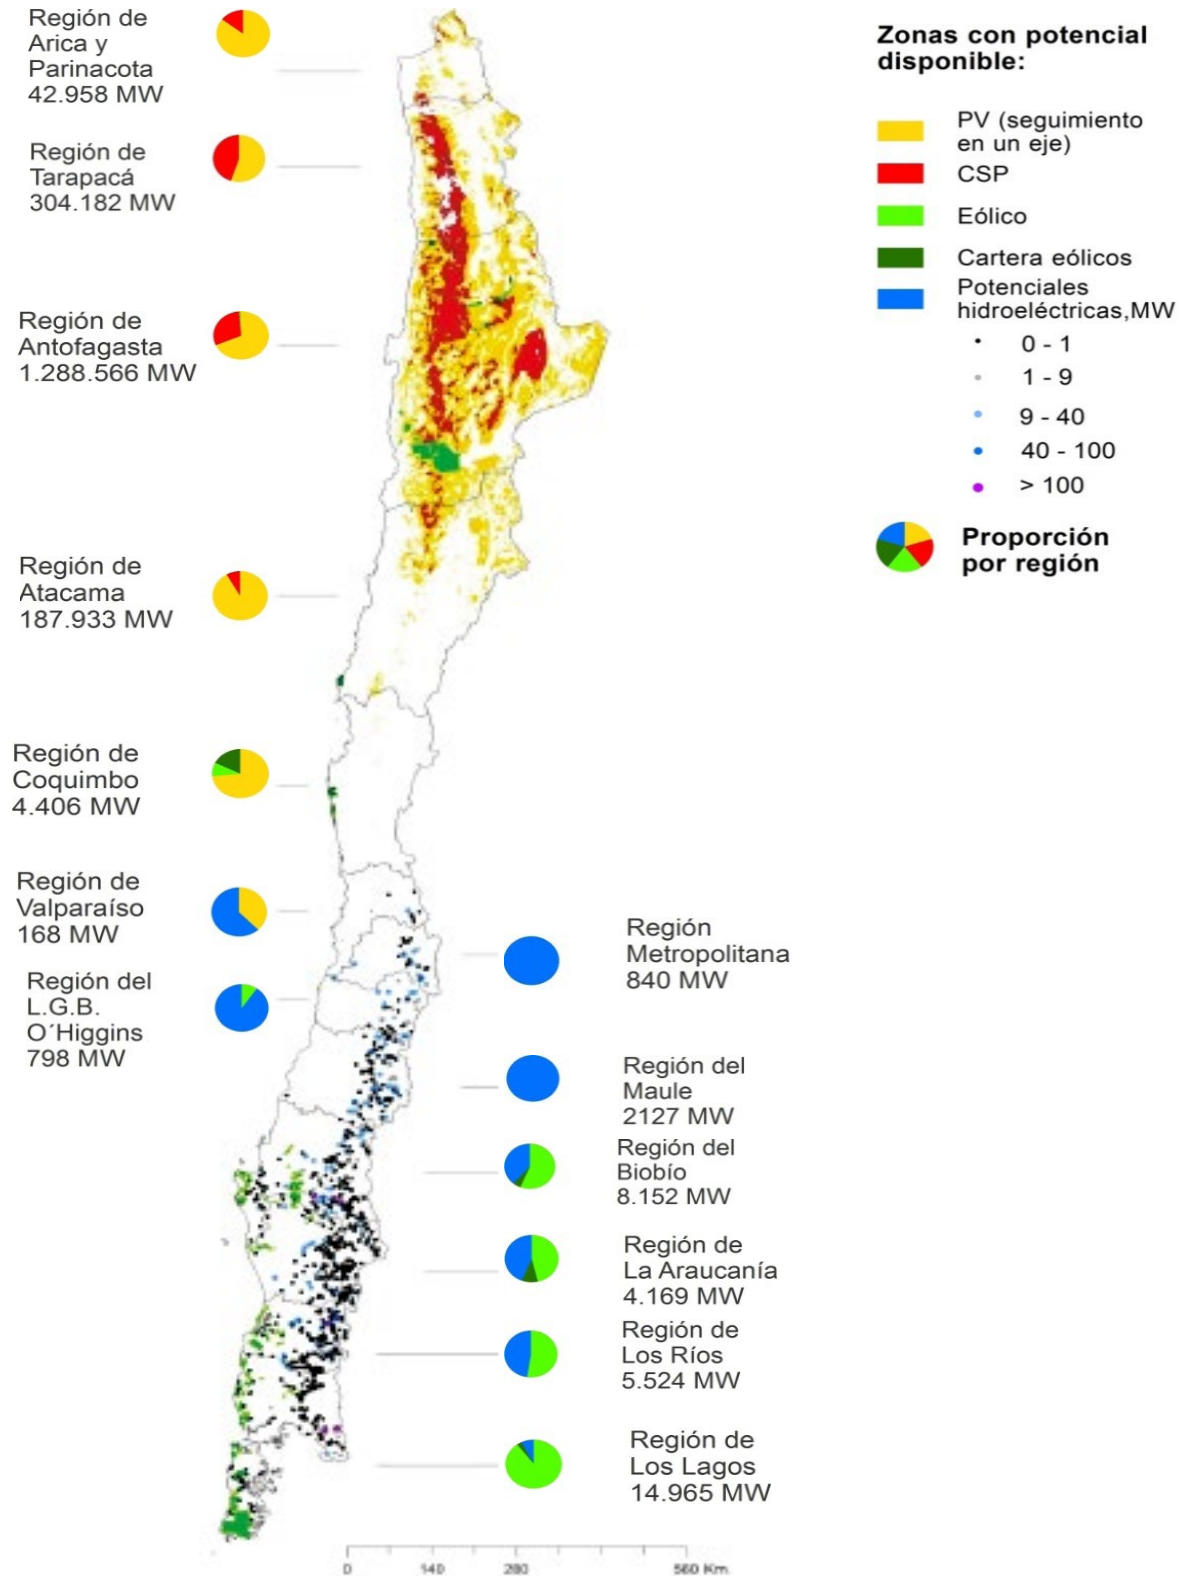 Región de
Arica y
Parinacota
42.958 MW
Región de
Tarapacá
304.182 MW
Región de
Antofagasta
1.288.566 MW
Región de
Atacama
187.933 MW
Región de
Coquimbo
4.406 MW
Región de
Valparaíso
168 MW
Región del
L.G.B.
O´Higgins
798 MW
Región
Metropolitana
840 MW
Región del
Maule
2127 MW
Región del
Biobío
8.152 MW
Región de
La Araucanía
4.169 MW
Región de
Los Ríos
5.524 MW
Región de
Los Lagos
14.965 MW
Zonas con potencial
disponible:
PV (seguimiento
en un eje)
CSP
Eólico
Cartera eólicos
Potenciales
hidroeléctricas,MW
0 - 1
1 - 9
9 - 40
40 - 100
> 100
Proporción
por región
0 140 280 560 Km.